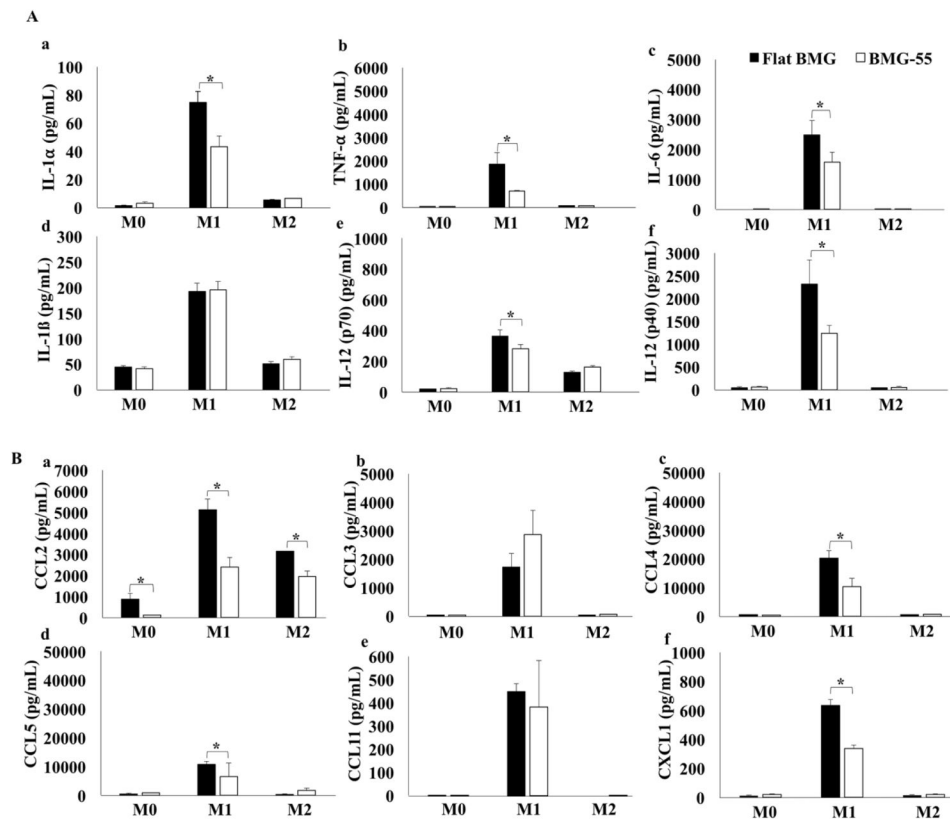 A
a
IL-1α (pg/mL)
100
80
60
40
20
0
M0 M1 M2
*
b
TNF-α (pg/mL)
6000
5000
4000
3000
2000
1000
0
M0 M1 M2
*
c
Flat BMG BMG-55
IL-6 (pg/mL)
5000
4000
3000
2000
1000
0
M0 M1 M2
*
d
IL-1ß (pg/mL)
300
250
200
150
100
50
0
M0 M1 M2
e
IL-12 (p70) (pg/mL)
1000
800
600
400
200
0
M0 M1 M2
*
f
IL-12 (p40) (pg/mL)
3000
2500
2000
1500
1000
500
0
M0 M1 M2
*
B
a
CCL2 (pg/mL)
7000
6000
5000
4000
3000
2000
1000
0
M0 M1 M2
* * *
b
CCL3 (pg/mL)
5000
4000
3000
2000
1000
0
M0 M1 M2
c
CCL4 (pg/mL)
50000
40000
30000
20000
10000
0
M0 M1 M2
*
d
CCL5 (pg/mL)
50000
40000
30000
20000
10000
0
M0 M1 M2
*
e
CCL11 (pg/mL)
600
500
400
300
200
100
0
M0 M1 M2
f
CXCL1 (pg/mL)
1000
800
600
400
200
0
M0 M1 M2
*